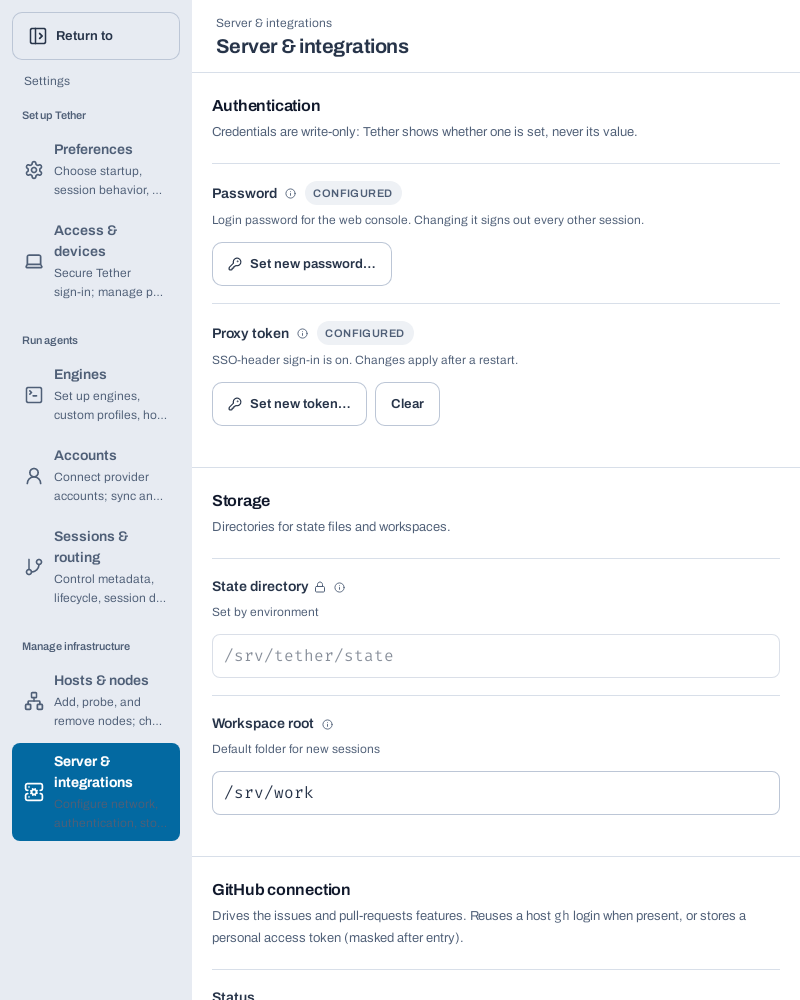 Return to
Settings
Set up Tether
Preferences
Choose startup,
session behavior, ...
Access &
devices
Secure Tether
sign-in; manage p...
Run agents
Engines
Set up engines,
custom profiles, ho...
Accounts
Connect provider
accounts; sync an...
Sessions &
routing
Control metadata,
lifecycle, session d...
Manage infrastructure
Hosts & nodes
Add, probe, and
remove nodes; ch...
Server &
integrations
Configure network,
authentication, sto...
Server & integrations
Server & integrations
Authentication
Credentials are write-only: Tether shows whether one is set, never its value.
Password CONFIGURED
Login password for the web console. Changing it signs out every other session.
Set new password...
Proxy token CONFIGURED
SSO-header sign-in is on. Changes apply after a restart.
Set new token... Clear
Storage
Directories for state files and workspaces.
State directory
Set by environment
/srv/tether/state
Workspace root
Default folder for new sessions
/srv/work
GitHub connection
Drives the issues and pull-requests features. Reuses a host gh login when present, or stores a
personal access token (masked after entry).
Status